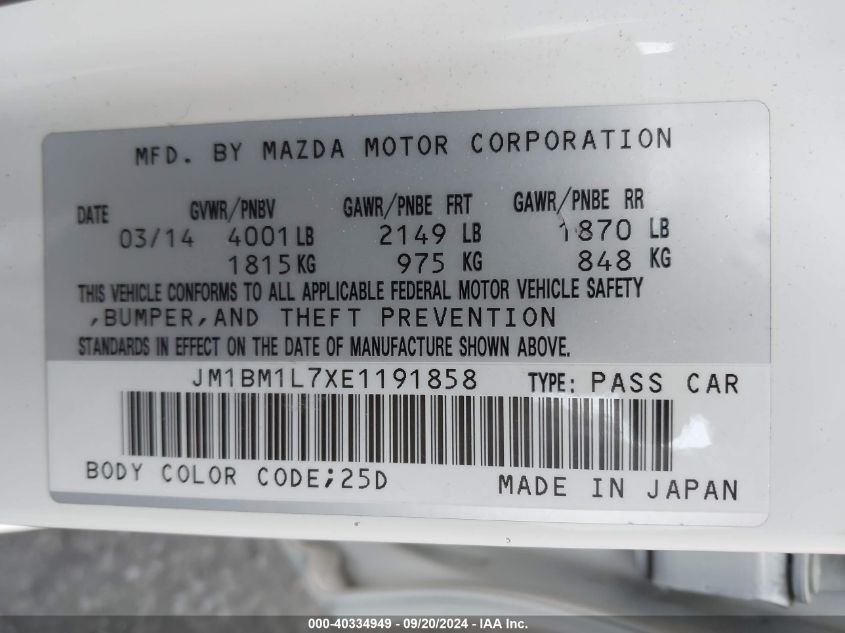 MFD. BY MAZDA MOTOR CORPORATION
DATE GVWR/PNBV GAWR/PNBE FRT GAWR/PNBE RR
03/14 4001 LB 2149 LB 1870 LB
1815 KG 975 KG 848 KG
THIS VEHICLE CONFORMS TO ALL APPLICABLE FEDERAL MOTOR VEHICLE SAFETY
,BUMPER,AND THEFT PREVENTION
STANDARDS IN EFFECT ON THE DATE OF MANUFACTURE SHOWN ABOVE.
JM1BM1L7XE1191858 TYPE: PASS CAR
BODY COLOR CODE;25D MADE IN JAPAN
000-40334949 - 09/20/2024 - IAA Inc.